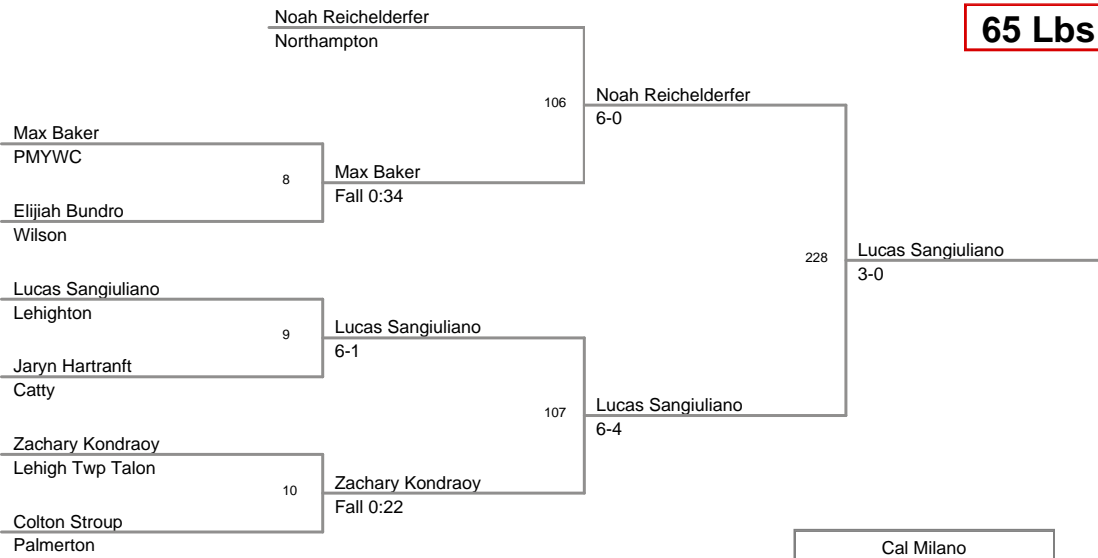 Noah Reichelderfer
Northampton
65 Lbs
106
Noah Reichelderfer
6-0
Max Baker
PMYWC
8
Max Baker
Fall 0:34
Elijiah Bundro
Wilson
228
Lucas Sangiuliano
3-0
Lucas Sangiuliano
Lehighton
9
Lucas Sangiuliano
6-1
Jaryn Hartranft
Catty
107
Lucas Sangiuliano
6-4
Zachary Kondraoy
Lehigh Twp Talon
10
Zachary Kondraoy
Fall 0:22
Colton Stroup
Palmerton
Cal Milano